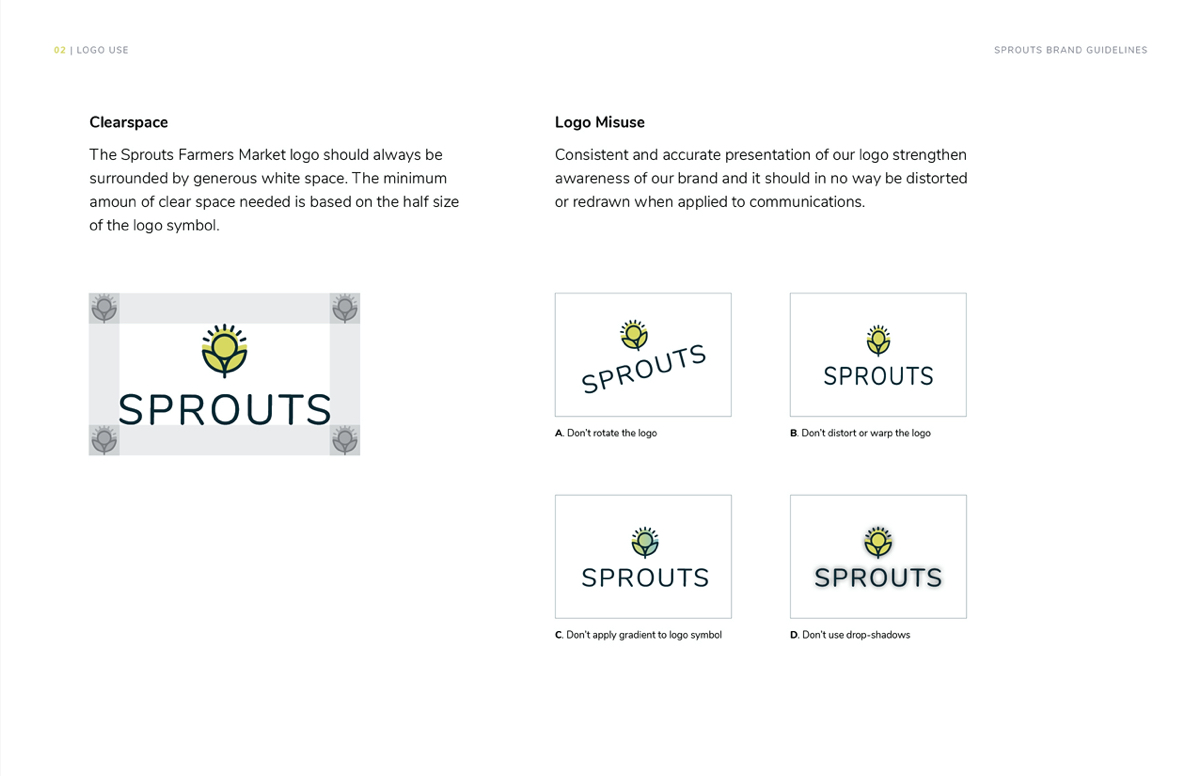 02 | LOGO USE
SPROUTS BRAND GUIDELINES
Clearspace
The Sprouts Farmers Market logo should always be
surrounded by generous white space. The minimum
amoun of clear space needed is based on the half size
of the logo symbol.
SPROUTS
Logo Misuse
Consistent and accurate presentation of our logo strengthen
awareness of our brand and it should in no way be distorted
or redrawn when applied to communications.
SPROUTS
A. Don't rotate the logo
SPROUTS
B. Don't distort or warp the logo
SPROUTS
C. Don't apply gradient to logo symbol
SPROUTS
D. Don't use drop-shadows